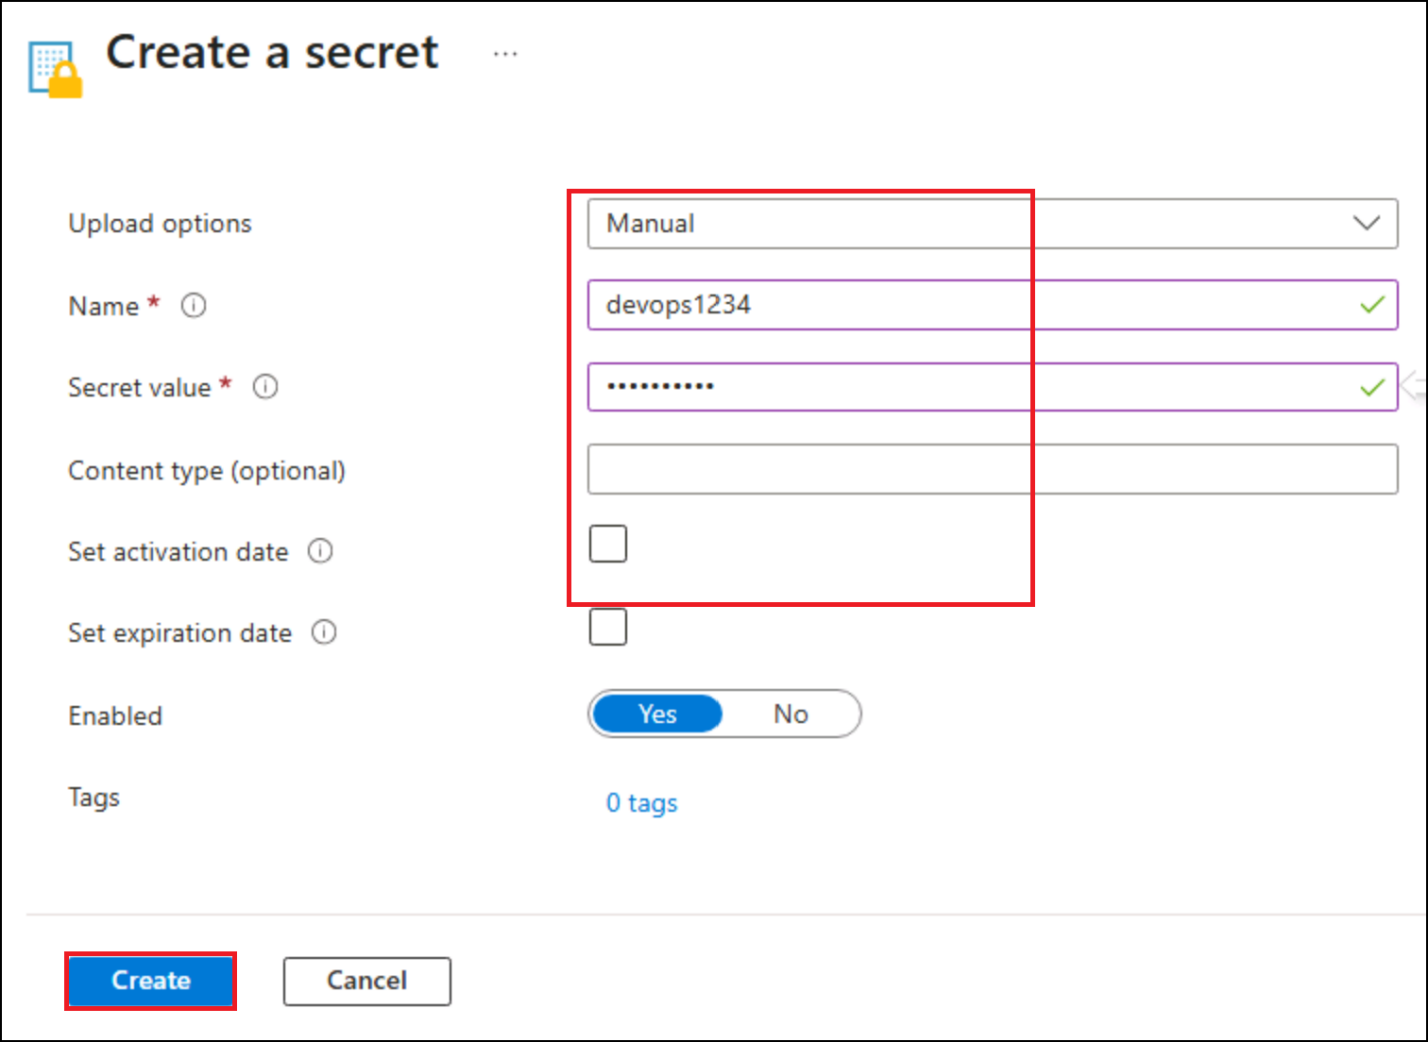 Create a secret ...
Upload options Manual
Name * devops1234
Secret value * ••••••••••
Content type (optional)
Set activation date
Set expiration date
Enabled Yes No
Tags 0 tags
Create Cancel